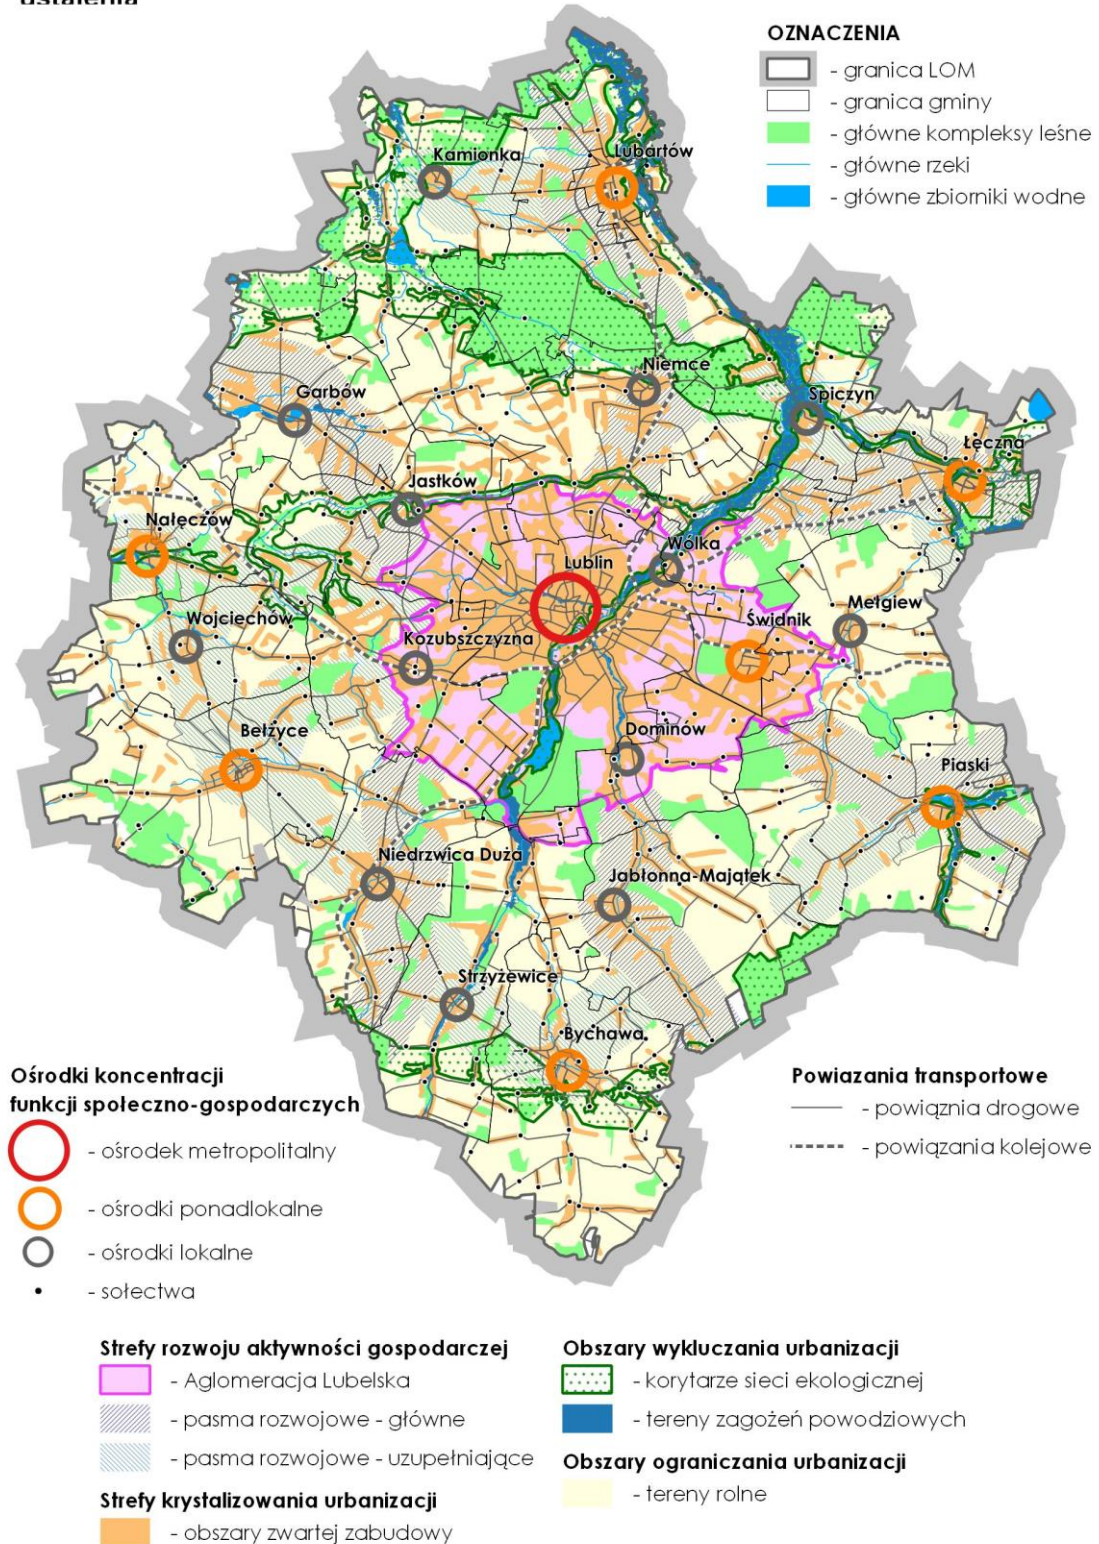 ustalenia
OZNACZENIA
- granica LOM
- granica gminy
- główne kompleksy leśne
- główne rzeki
- główne zbiorniki wodne
Kamionka
Lubartów
Niemce
Garbów
Spiczyn
Łęczna
Jastków
Nałęczów
Wólka
Lublin
Wojciechów
Mełgiew
Świdnik
Kozubszczyzna
Bełżyce
Dominów
Piaski
Niedrzwica Duża
Jabłonna-Majątek
Strzyżewice
Bychawa
Ośrodki koncentracji
funkcji społeczno-gospodarczych
- ośrodek metropolitalny
- ośrodki ponadlokalne
- ośrodki lokalne
- sołectwa
Powiazania transportowe
- powiąznia drogowe
- powiązania kolejowe
Strefy rozwoju aktywności gospodarczej
- Aglomeracja Lubelska
- pasma rozwojowe - główne
- pasma rozwojowe - uzupełniające
Strefy krystalizowania urbanizacji
- obszary zwartej zabudowy
Obszary wykluczania urbanizacji
- korytarze sieci ekologicznej
- tereny zagożeń powodziowych
Obszary ograniczania urbanizacji
- tereny rolne